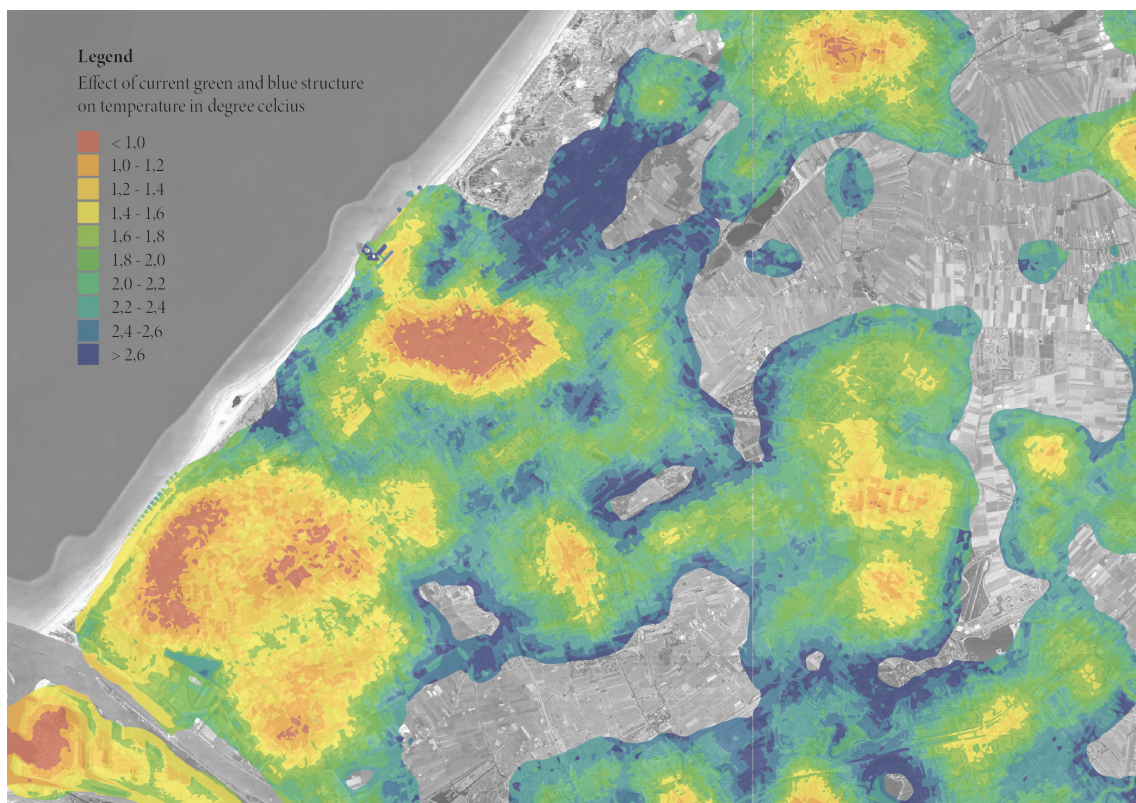 Legend
Effect of current green and blue structure
on temperature in degree celcius
< 1,0
1,0 - 1,2
1,2 - 1,4
1,4 - 1,6
1,6 - 1,8
1,8 - 2,0
2,0 - 2,2
2,2 - 2,4
2,4 -2,6
> 2,6